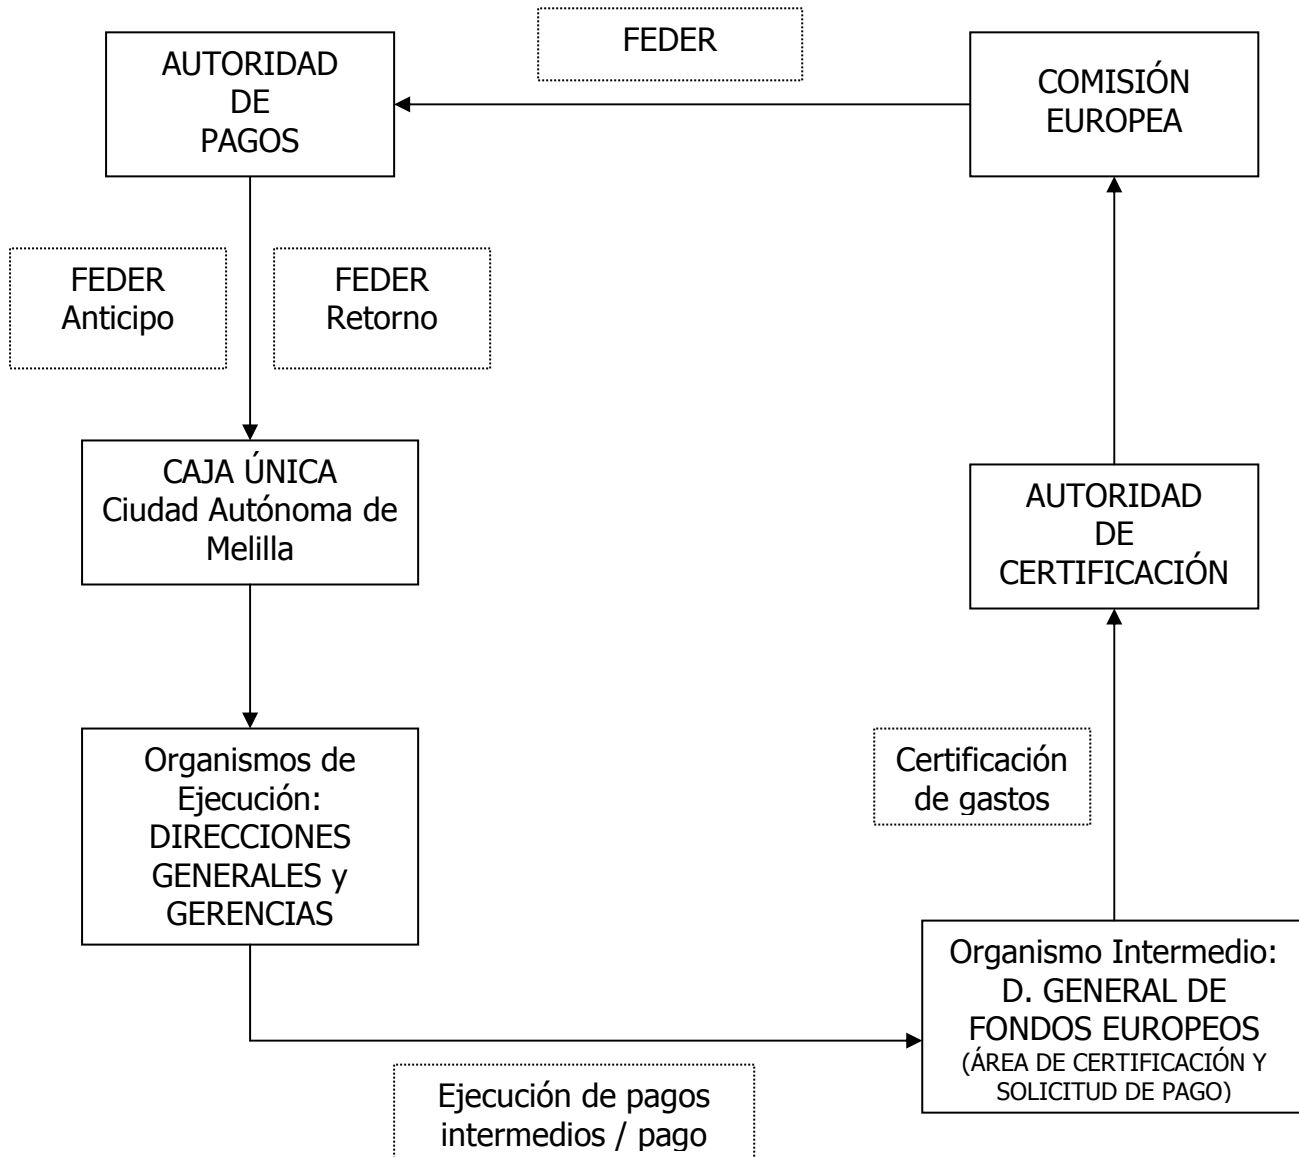 FEDER
AUTORIDAD
DE
PAGOS
COMISIÓN
EUROPEA
FEDER
Anticipo
FEDER
Retorno
CAJA ÚNICA
Ciudad Autónoma de
Melilla
AUTORIDAD
DE
CERTIFICACIÓN
Organismos de
Ejecución:
DIRECCIONES
GENERALES y
GERENCIAS
Certificación
de gastos
Organismo Intermedio:
D. GENERAL DE
FONDOS EUROPEOS
(ÁREA DE CERTIFICACIÓN Y
SOLICITUD DE PAGO)
Ejecución de pagos
intermedios / pago